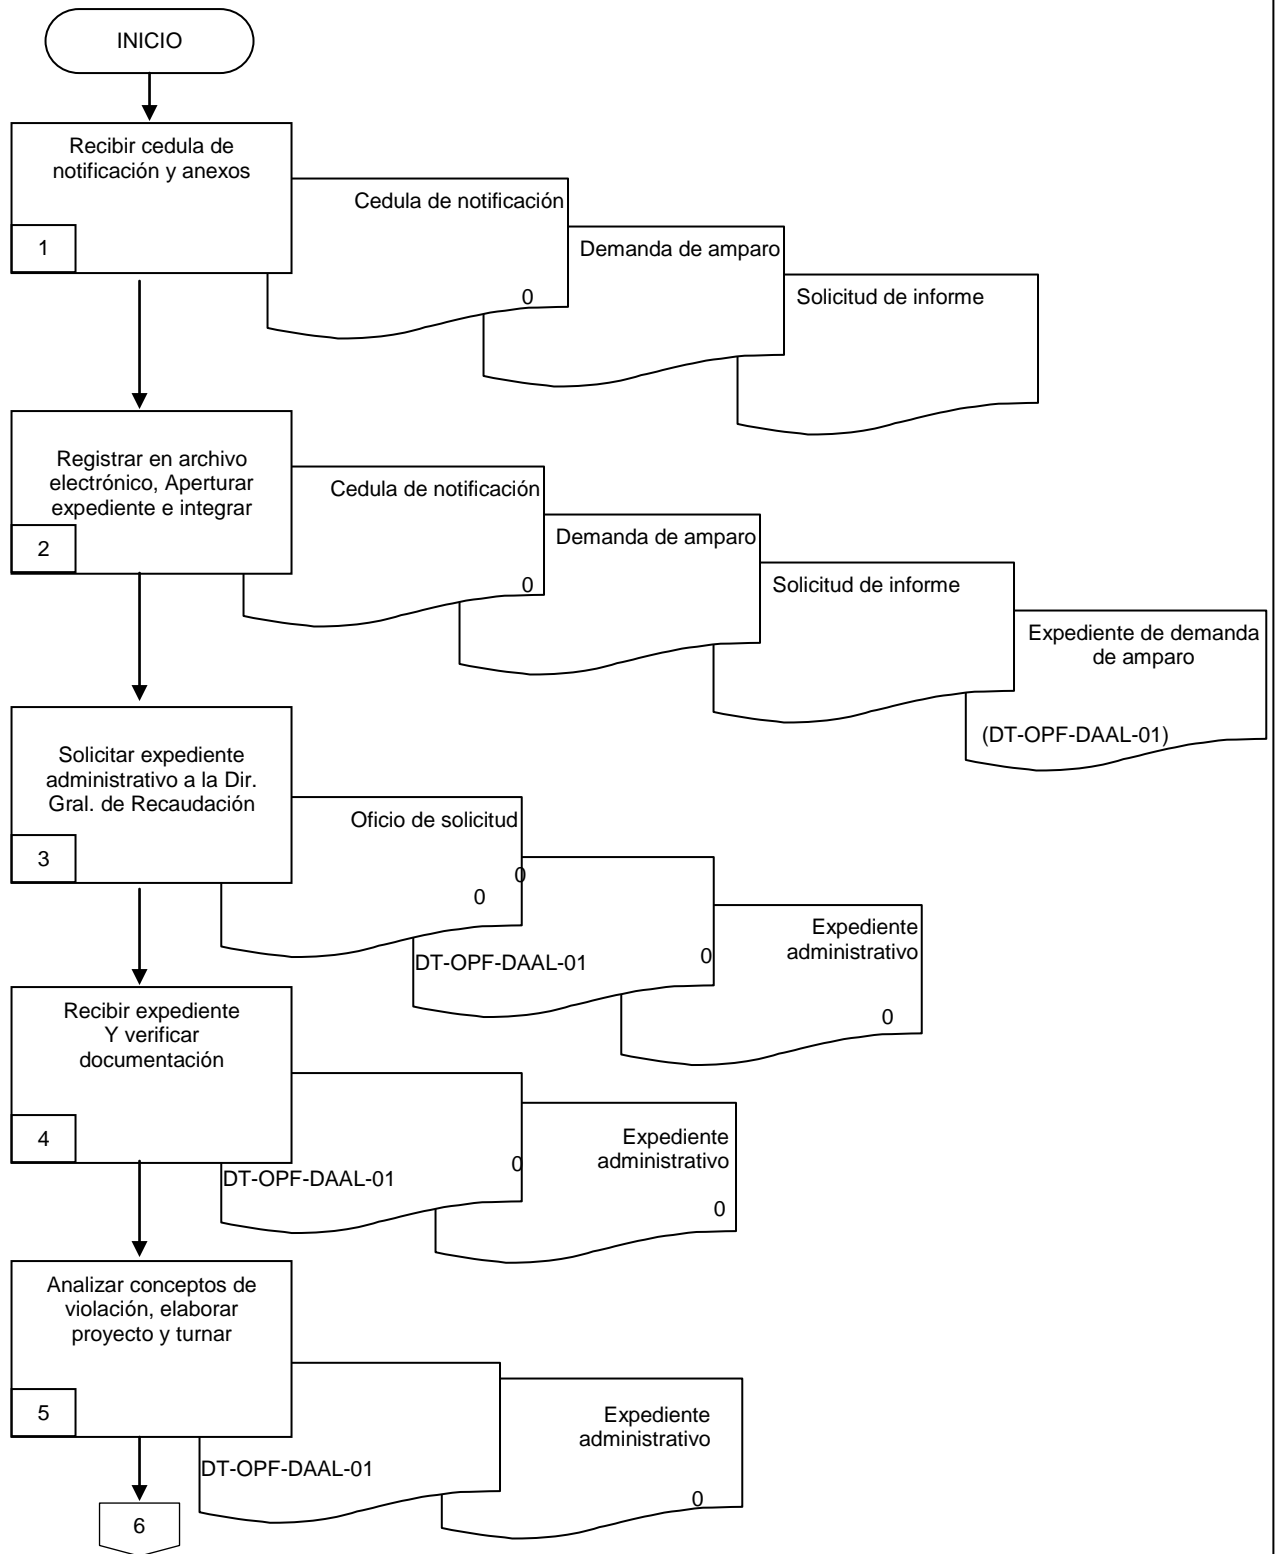 INICIO
Recibir cedula de
notificación y anexos
1
Cedula de notificación
0
Demanda de amparo
Solicitud de informe
Registrar en archivo
electrónico, Aperturar
expediente e integrar
2
Cedula de notificación
0
Demanda de amparo
Solicitud de informe
Expediente de demanda
de amparo
(DT-OPF-DAAL-01)
Solicitar expediente
administrativo a la Dir.
Gral. de Recaudación
3
Oficio de solicitud
0
0
DT-OPF-DAAL-01
0
Expediente
administrativo
0
Recibir expediente
Y verificar
documentación
4
DT-OPF-DAAL-01
0
Expediente
administrativo
0
Analizar conceptos de
violación, elaborar
proyecto y turnar
5
DT-OPF-DAAL-01
Expediente
administrativo
0
6